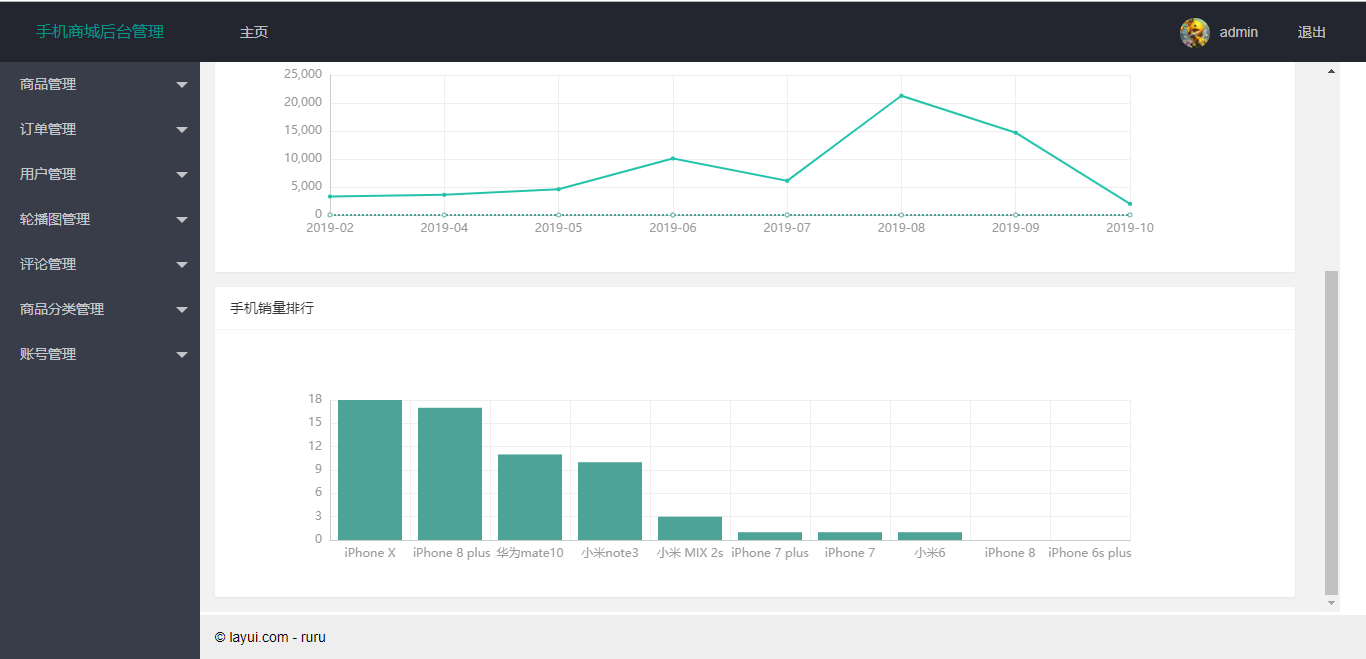 手机商城后台管理
主页
admin
退出
商品管理
订单管理
用户管理
轮播图管理
评论管理
商品分类管理
账号管理
25,000
20,000
15,000
10,000
5,000
0
2019-02 2019-04 2019-05 2019-06 2019-07 2019-08 2019-09 2019-10
手机销量排行
18
15
12
9
6
3
0
iPhone X iPhone 8 plus 华为mate10 小米note3 小米 MIX 2s iPhone 7 plus iPhone 7 小米6 iPhone 8 iPhone 6s plus
© layui.com - ruru